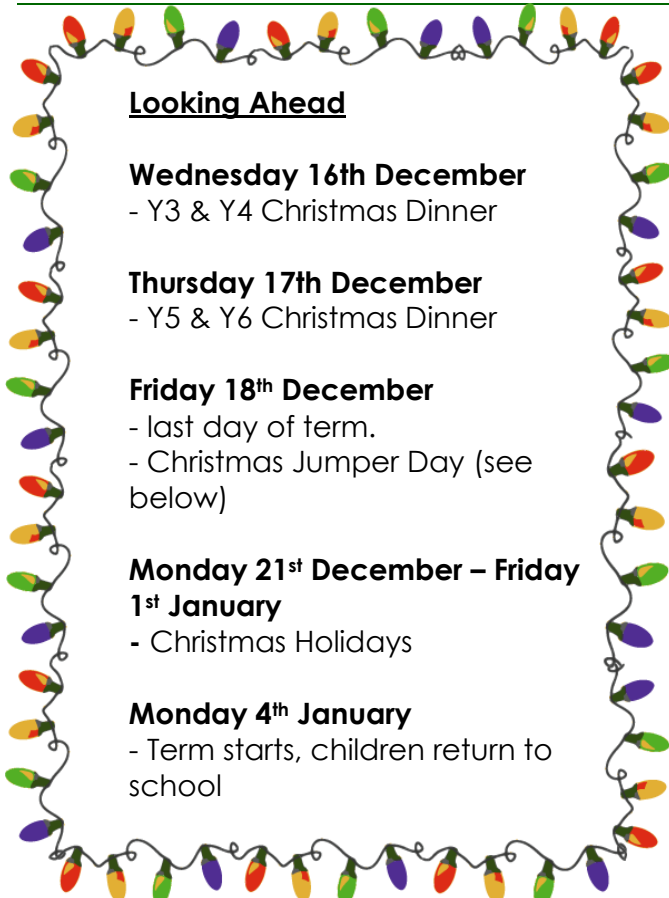 Looking Ahead
Wednesday 16th December
- Y3 & Y4 Christmas Dinner
Thursday 17th December
- Y5 & Y6 Christmas Dinner
Friday 18th December
- last day of term.
- Christmas Jumper Day (see
below)
Monday 21st December – Friday
1st January
- Christmas Holidays
Monday 4th January
- Term starts, children return to
school